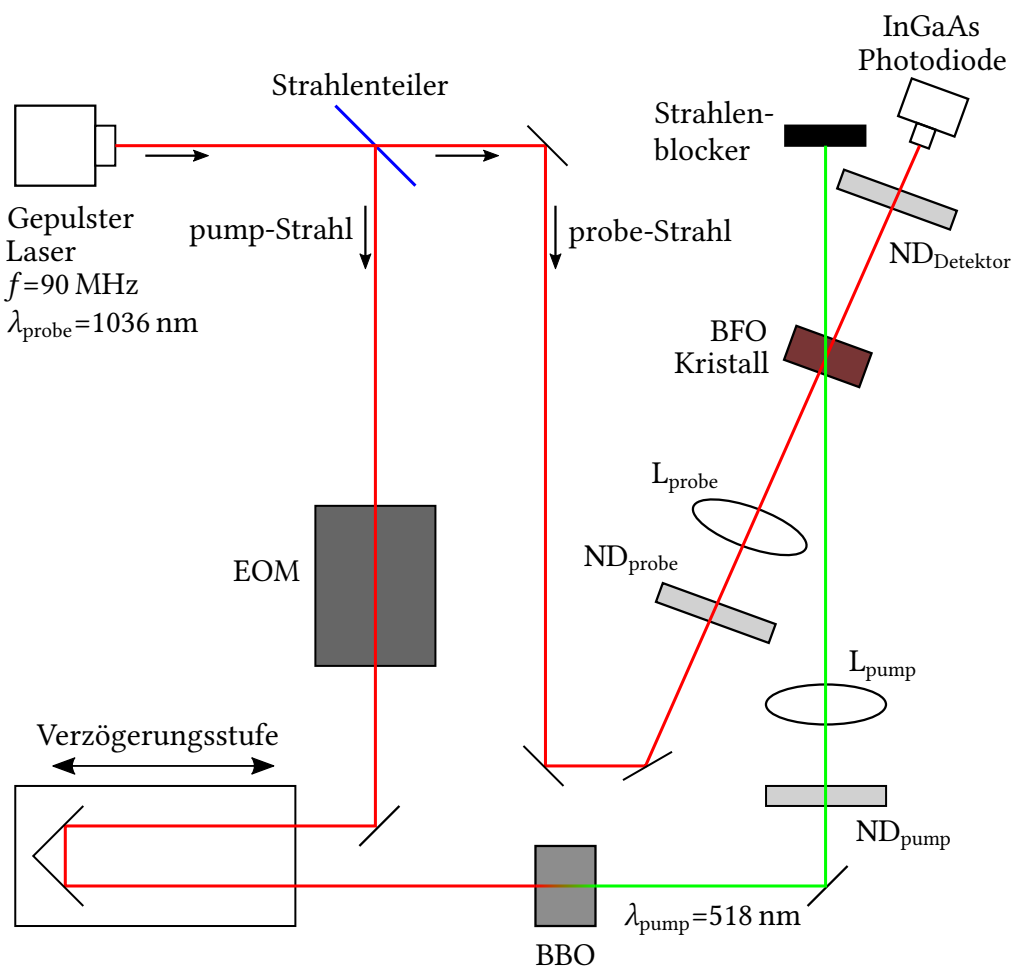 InGaAs
Photodiode
Strahlenteiler
Strahlen-
blocker
Gepulster
Laser
f=90 MHz
λprobe=1036 nm
pump-Strahl
probe-Strahl
NDDetektor
BFO
Kristall
Lprobe
NDprobe
EOM
Lpump
Verzögerungsstufe
NDpump
λpump=518 nm
BBO